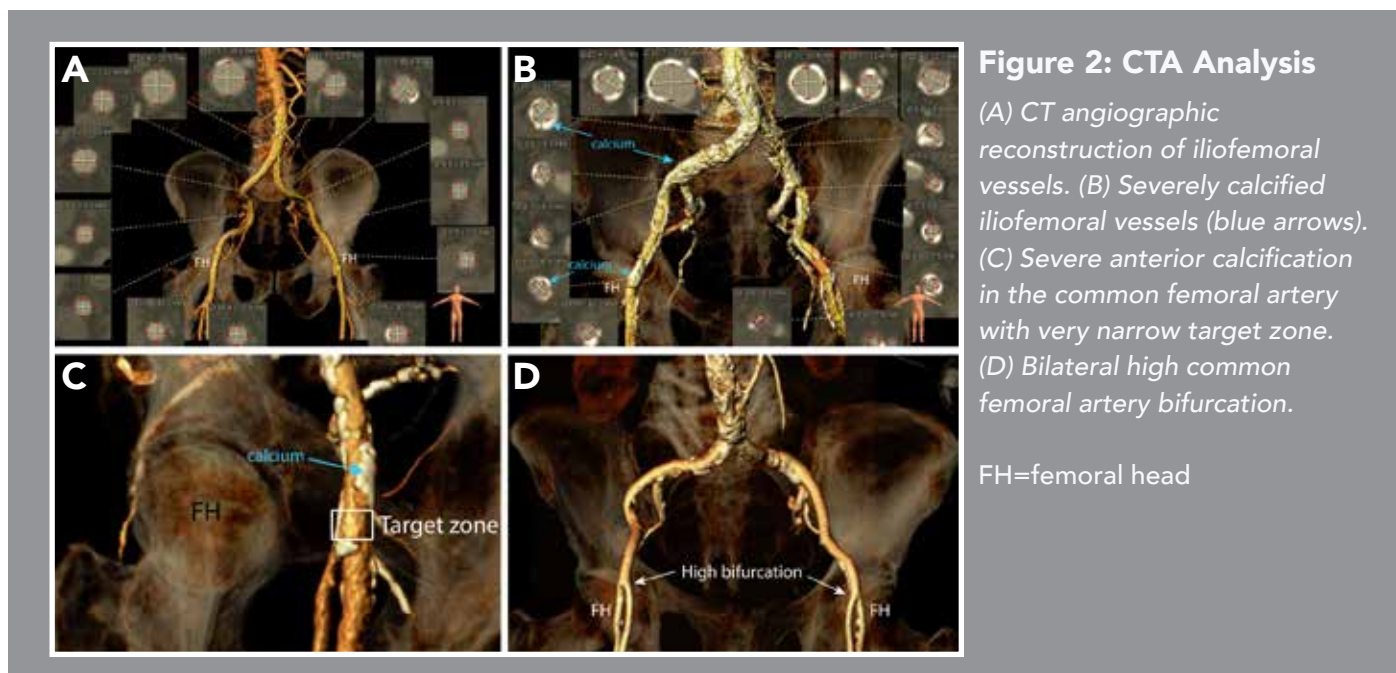 A
FH
FH
B
calcium
calcium
FH
FH
C
calcium
FH
Target zone
D
High bifurcation
FH
FH
Figure 2: CTA Analysis
(A) CT angiographic
reconstruction of iliofemoral
vessels. (B) Severely calcified
iliofemoral vessels (blue arrows).
(C) Severe anterior calcification
in the common femoral artery
with very narrow target zone.
(D) Bilateral high common
femoral artery bifurcation.
FH=femoral head